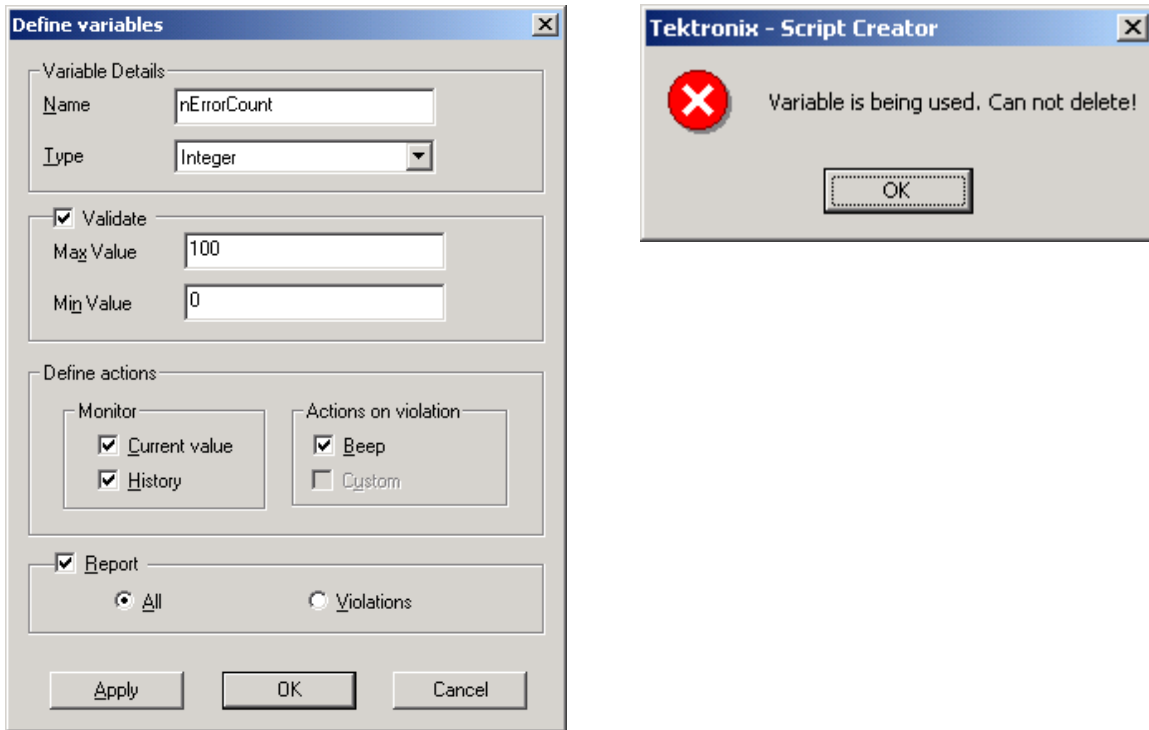 Define variables
Variable Details
Name nErrorCount
Type Integer
Validate
Max Value 100
Min Value 0
Define actions
Monitor
Current value
History
Actions on violation
Beep
Custom
Report
All Violations
Apply OK Cancel
Tektronix - Script Creator
Variable is being used. Can not delete!
OK